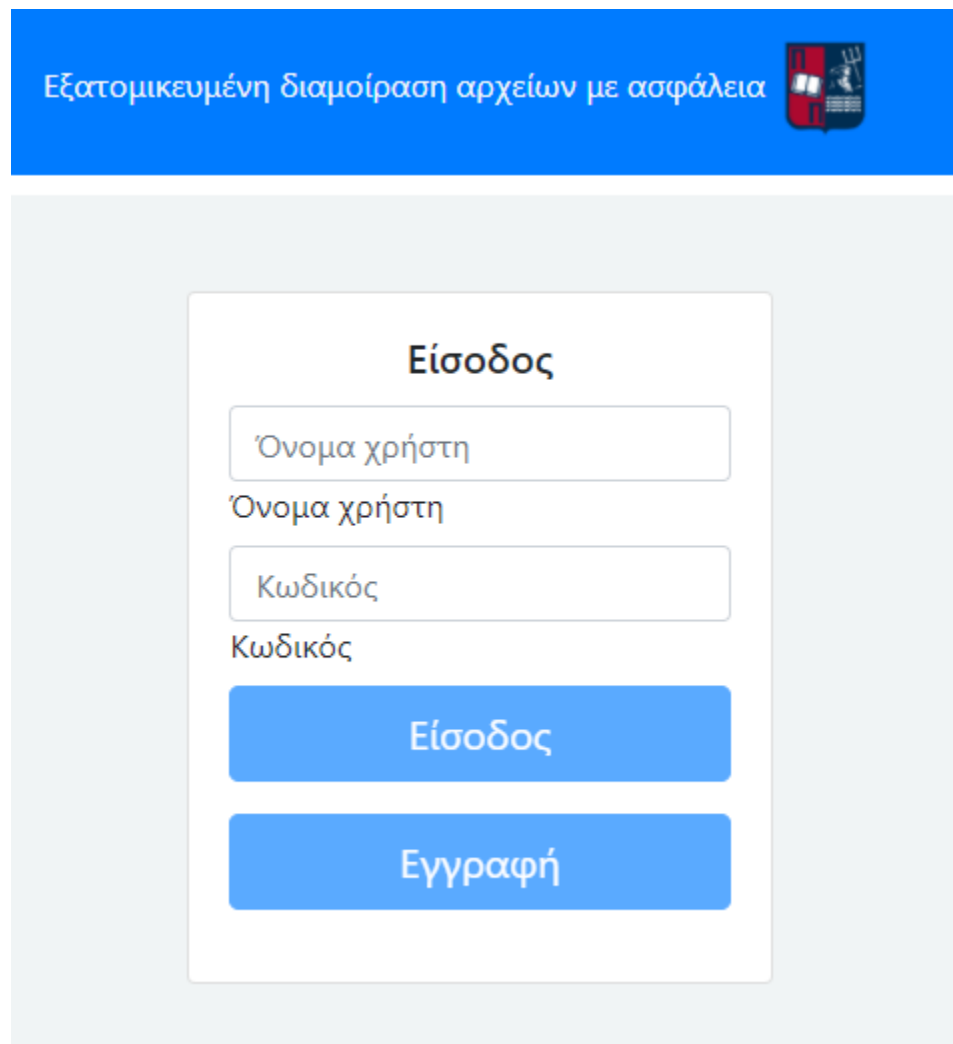 Εξατομικευμένη διαμοίραση αρχείων με ασφάλεια
Είσοδος
Όνομα χρήστη
Όνομα χρήστη
Κωδικός
Κωδικός
Είσοδος
Εγγραφή